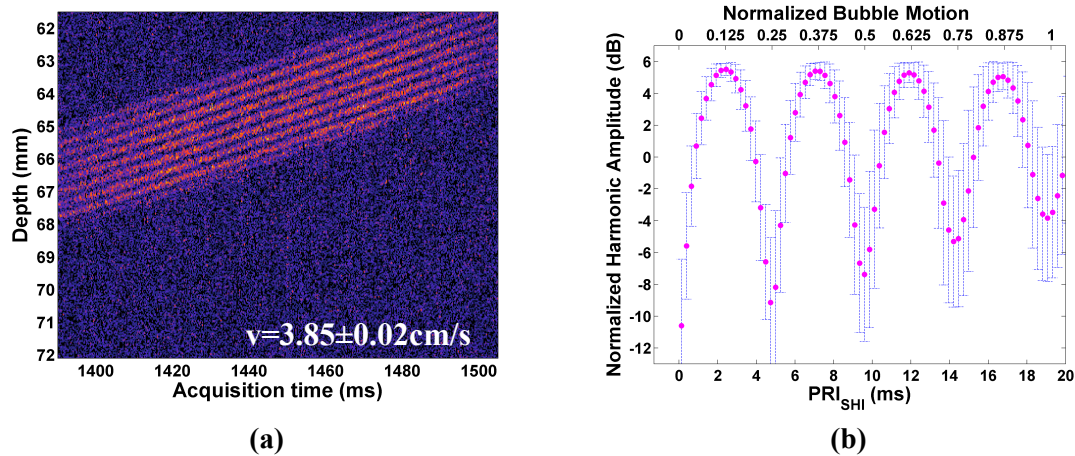 Depth (mm)
62
63
64
65
66
67
68
69
70
71
72
v=3.85±0.02cm/s
1400 1420 1440 1460 1480 1500
Acquisition time (ms)
(a)
Normalized Bubble Motion
0 0.125 0.25 0.375 0.5 0.625 0.75 0.875 1
Normalized Harmonic Amplitude (dB)
6
4
2
0
-2
-4
-6
-8
-10
-12
0 2 4 6 8 10 12 14 16 18 20
PRI_SHI (ms)
(b)